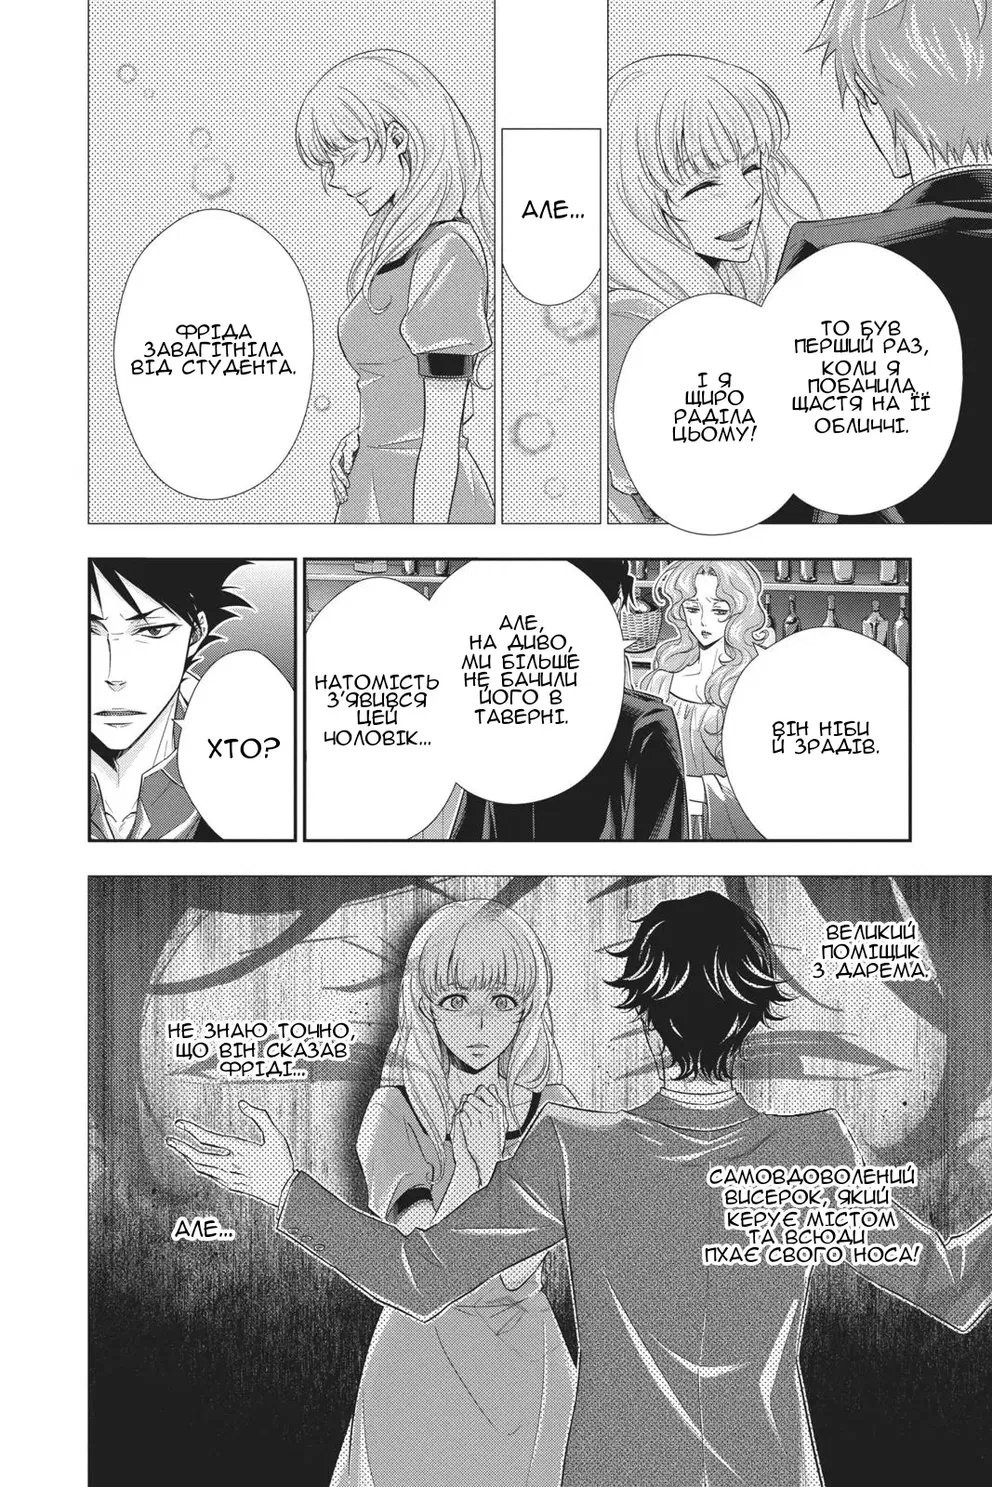 ТО БУВ
ПЕРШИЙ РАЗ,
КОЛИ Я
ПОБАЧИЛА
ЩАСТЯ НА ЇЇ
ОБЛИЧЧІ.
І Я
ЩИРО
РАДІЛА
ЦЬОМУ!
АЛЕ...
ФРІДА
ЗАВАГІТНІЛА
ВІД СТУДЕНТА.
ВІН НІБИ
Й ЗРАДІВ.
АЛЕ,
НА ДИВО,
МИ БІЛЬШЕ
НЕ БАЧИЛИ
ЙОГО В
ТАВЕРНІ.
НАТОМІСТЬ
З'ЯВИВСЯ
ЦЕЙ
ЧОЛОВІК...
ХТО?
ВЕЛИКИЙ
ПОМІЩИК
З ДАРЕМА.
САМОВДОВОЛЕНИЙ
ВИСЕРОК, ЯКИЙ
КЕРУЄ МІСТОМ
ТА ВСЮДИ
ПХАЄ СВОГО НОСА!
НЕ ЗНАЮ ТОЧНО,
ЩО ВІН СКАЗАВ
ФРІДІ...
АЛЕ...